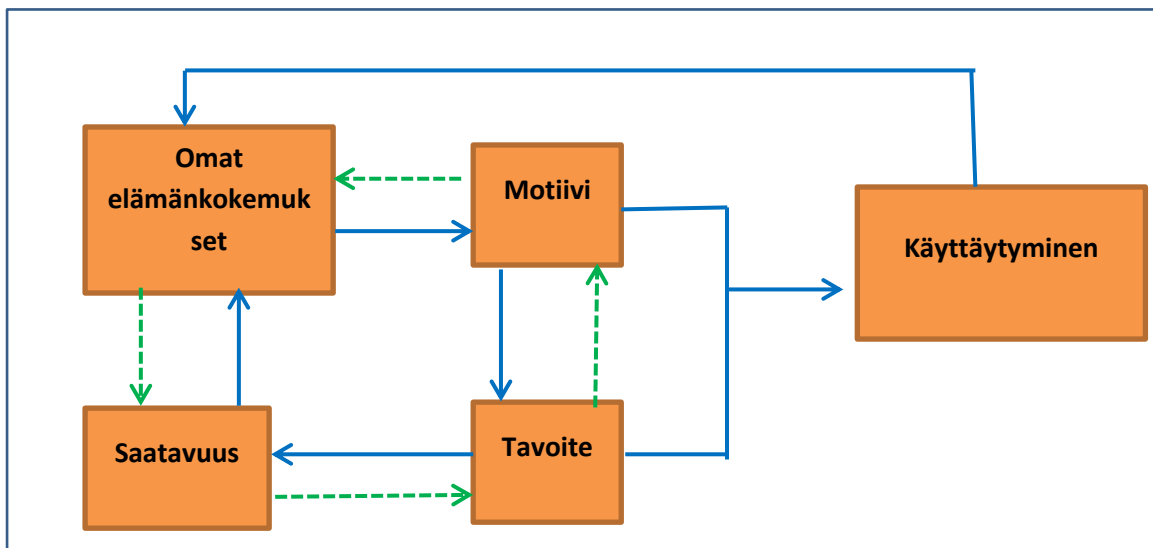 Omat
elämänkokemuk
set
Motiivi
Käyttäytyminen
Saatavuus
Tavoite